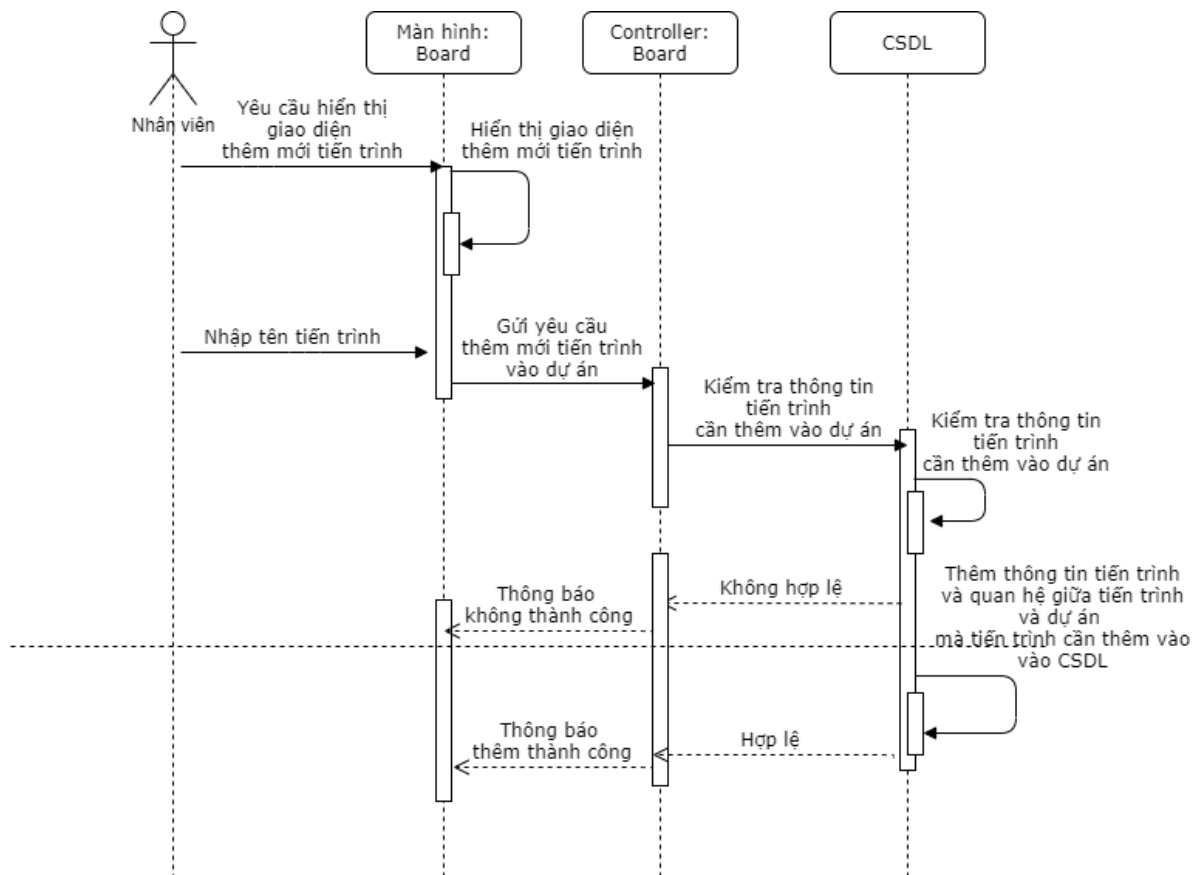 Màn hình:
Board
Controller:
Board
CSDL
Nhân viên
Yêu cầu hiển thị
giao diện
thêm mới tiến trình
Hiển thị giao diện
thêm mới tiến trình
Nhập tên tiến trình
Gửi yêu cầu
thêm mới tiến trình
vào dự án
Kiểm tra thông tin
tiến trình
cần thêm vào dự án
Kiểm tra thông tin
tiến trình
cần thêm vào dự án
Không hợp lệ
Thông báo
không thành công
Thêm thông tin tiến trình
và quan hệ giữa tiến trình
và dự án
mà tiến trình cần thêm vào
vào CSDL
Hợp lệ
Thông báo
thêm thành công